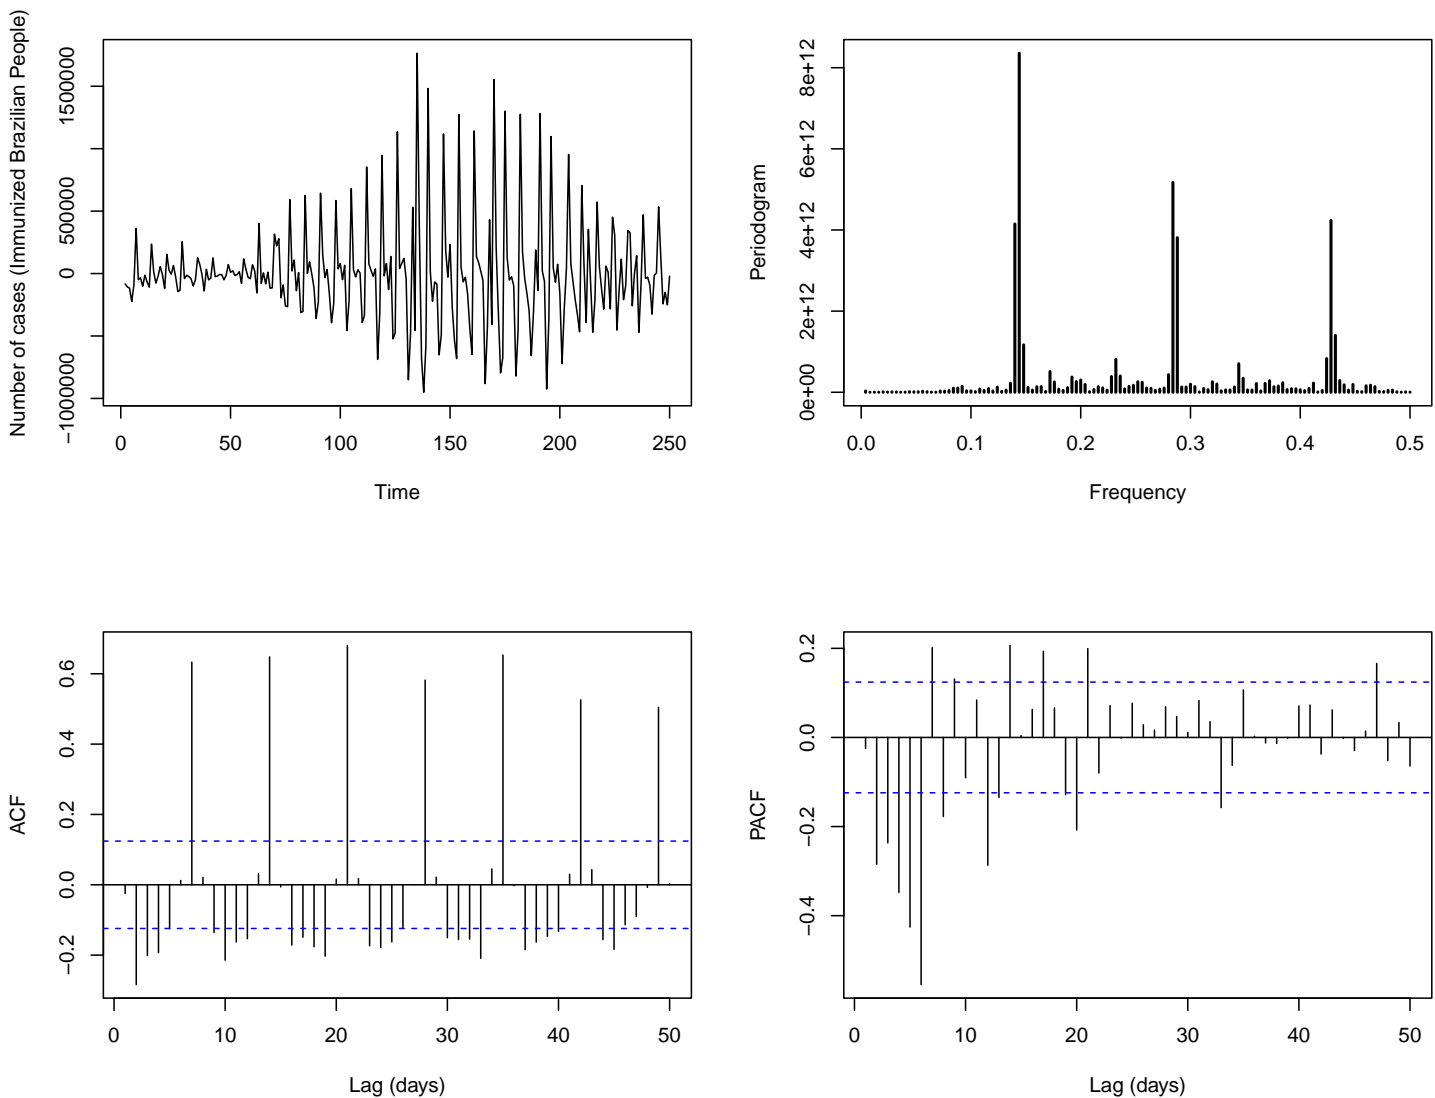 Number of cases (Immunized Brazilian People)
1500000
500000
0
−1000000
0
50
100
150
200
250
Time
Periodogram
8e+12
6e+12
4e+12
2e+12
0e+00
0.0
0.1
0.2
0.3
0.4
0.5
Frequency
ACF
0.6
0.4
0.2
0.0
−0.2
0
10
20
30
40
50
Lag (days)
PACF
0.2
0.0
−0.2
−0.4
0
10
20
30
40
50
Lag (days)